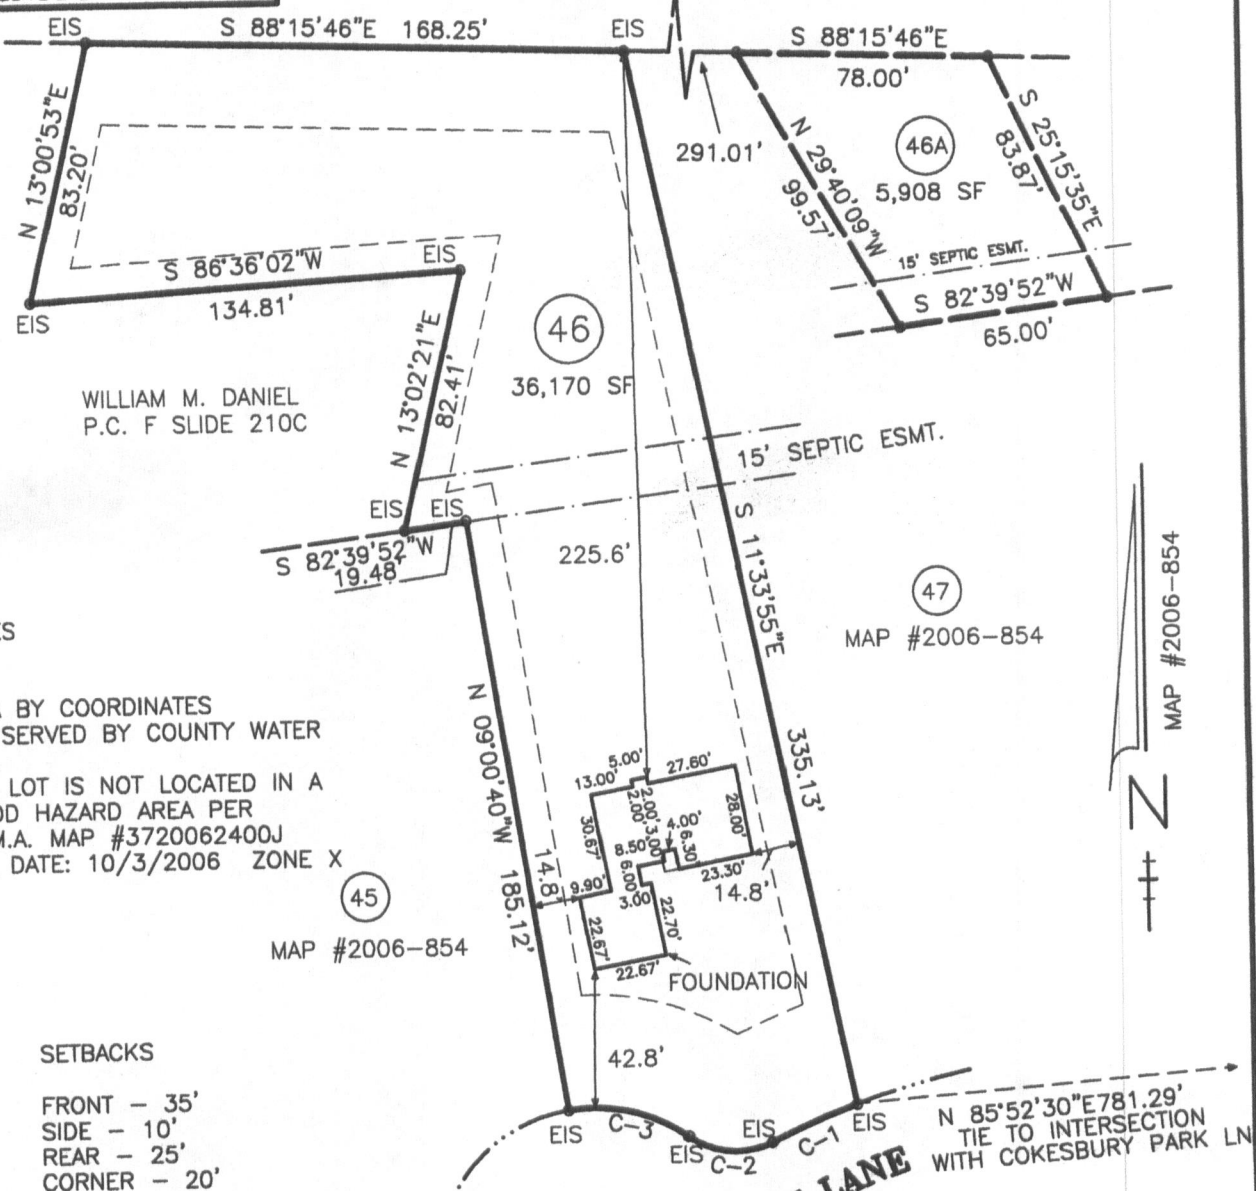 EIS
S 88°15'46"E 168.25'
EIS
S 88°15'46"E
78.00'
N 13°00'53"E
83.20'
291.01'
N 29°40'09"W
99.57'
46A
5,908 SF
S 25°15'35"E
83.87'
15' SEPTIC ESMT.
S 82°39'52"W
65.00'
S 86°36'02"W
134.81'
EIS
EIS
46
36,170 SF
N 13°02'21"E
82.41'
WILLIAM M. DANIEL
P.C. F SLIDE 210C
15' SEPTIC ESMT.
EIS
EIS
S 82°39'52"W
19.48'
225.6'
S 11°33'55"E
335.13'
47
MAP #2006-854
MAP #2006-854
N
BY COORDINATES
SERVED BY COUNTY WATER
LOT IS NOT LOCATED IN A
HAZARD AREA PER
MAP #3720062400J
DATE: 10/3/2006 ZONE X
N 09°00'40"W
185.12'
45
MAP #2006-854
5.00'
13.00'
27.60'
2.00'
2.00'
28.00'
30.67'
4.00'
3.00'
8.50'
6.30'
6.00'
23.30'
14.8'
9.90'
14.8'
3.00'
22.67'
22.70'
22.67'
FOUNDATION
42.8'
SETBACKS
FRONT - 35'
SIDE - 10'
REAR - 25'
CORNER - 20'
EIS
C-3
EIS
C-2
EIS
C-1
EIS
N 85°52'30"E 781.29'
TIE TO INTERSECTION
WITH COKESBURY PARK LN
LANE